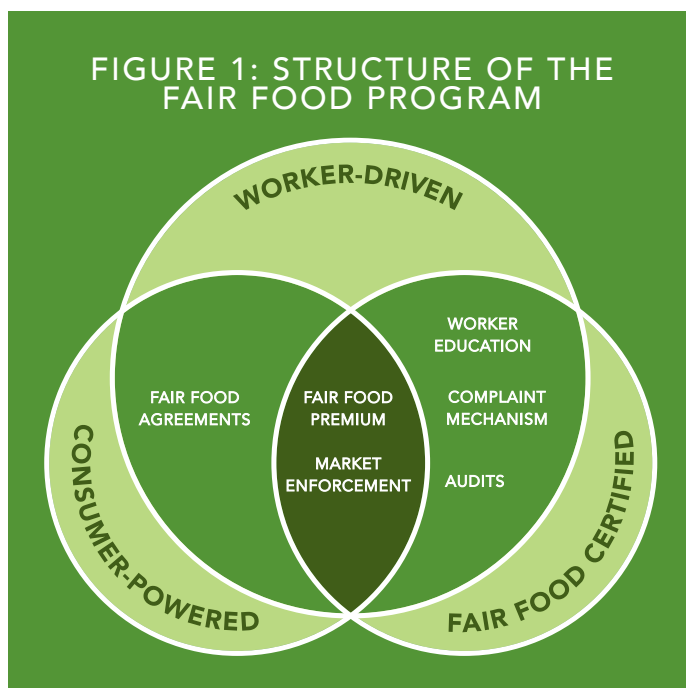 FIGURE 1: STRUCTURE OF THE
FAIR FOOD PROGRAM
WORKER-DRIVEN
WORKER
EDUCATION
FAIR FOOD
AGREEMENTS
FAIR FOOD
PREMIUM
COMPLAINT
MECHANISM
MARKET
ENFORCEMENT
AUDITS
CONSUMER-POWERED
FAIR FOOD CERTIFIED